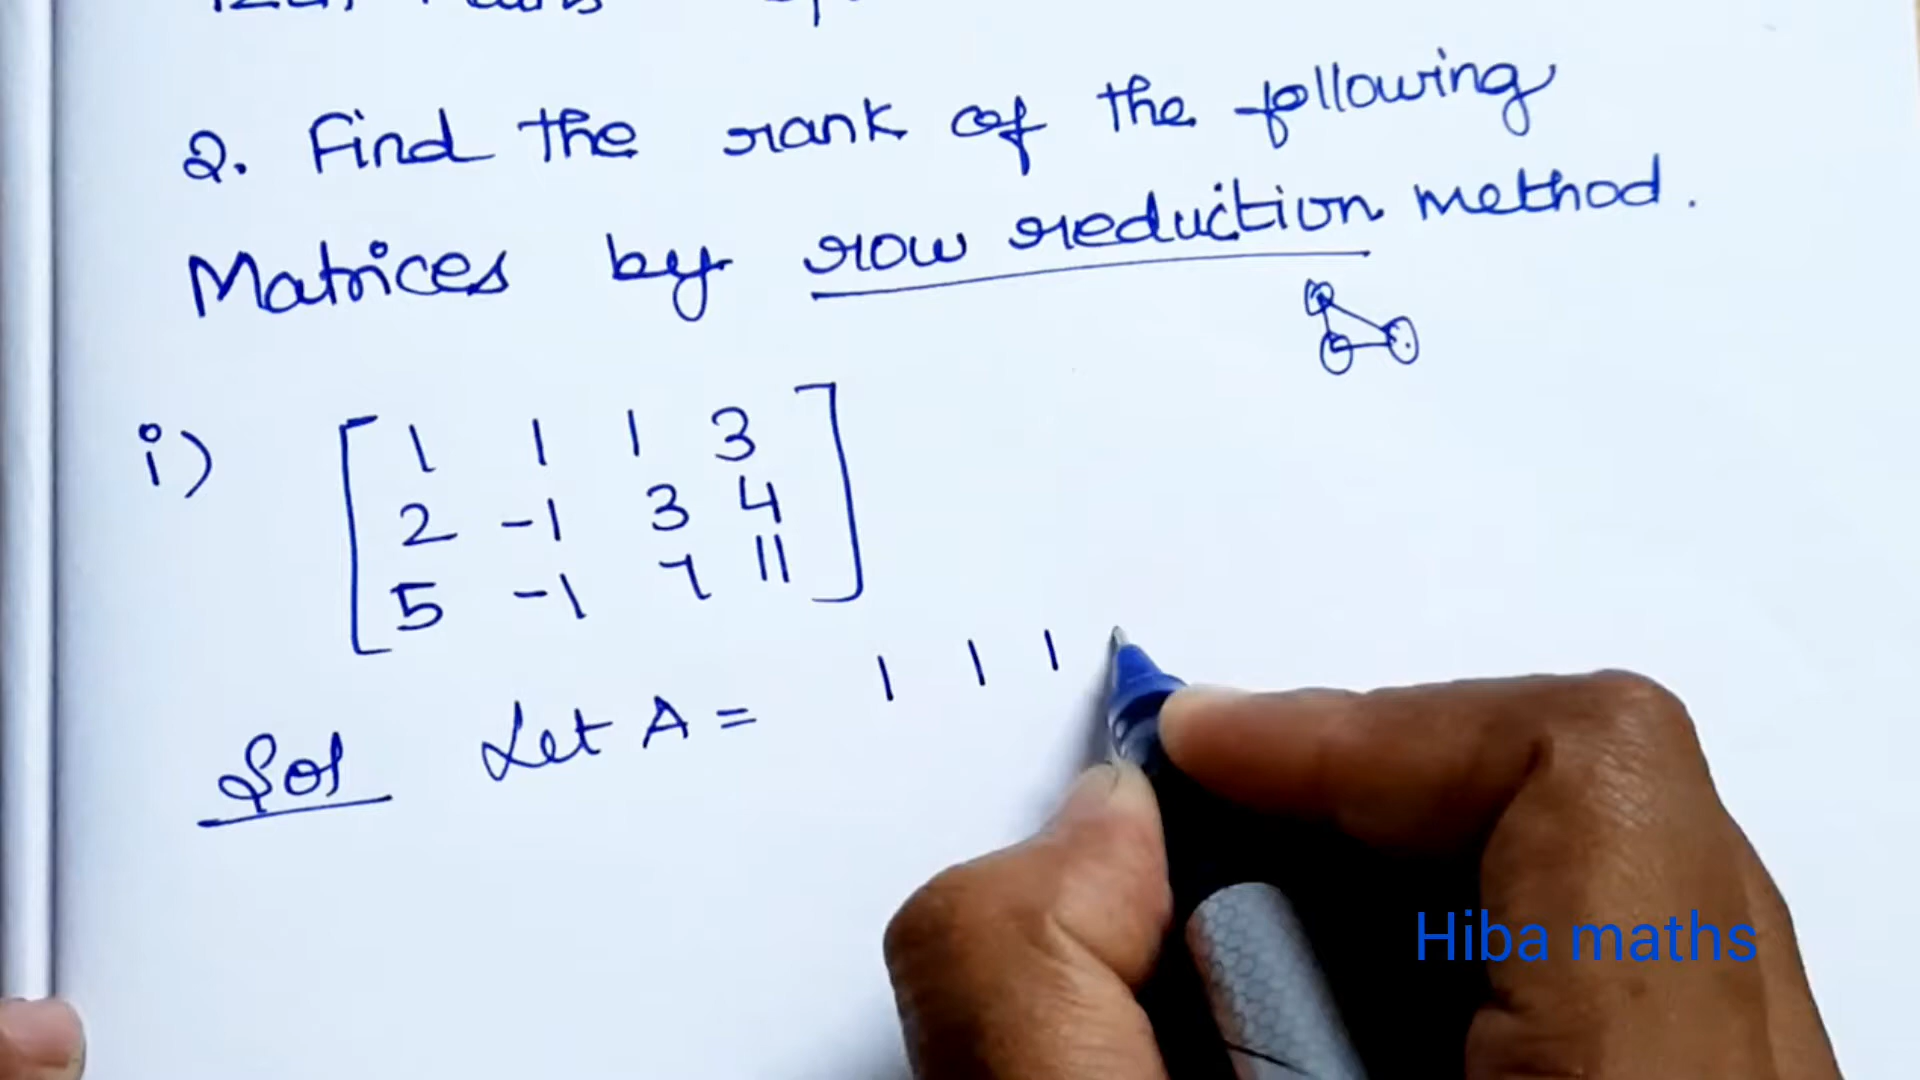 2. Find the rank of the following
Matrices by row reduction method.
i) 1 1 1 3
2 -1 3 4
5 -1 7 11
Sol Let A = 1 1 1
Hiba maths